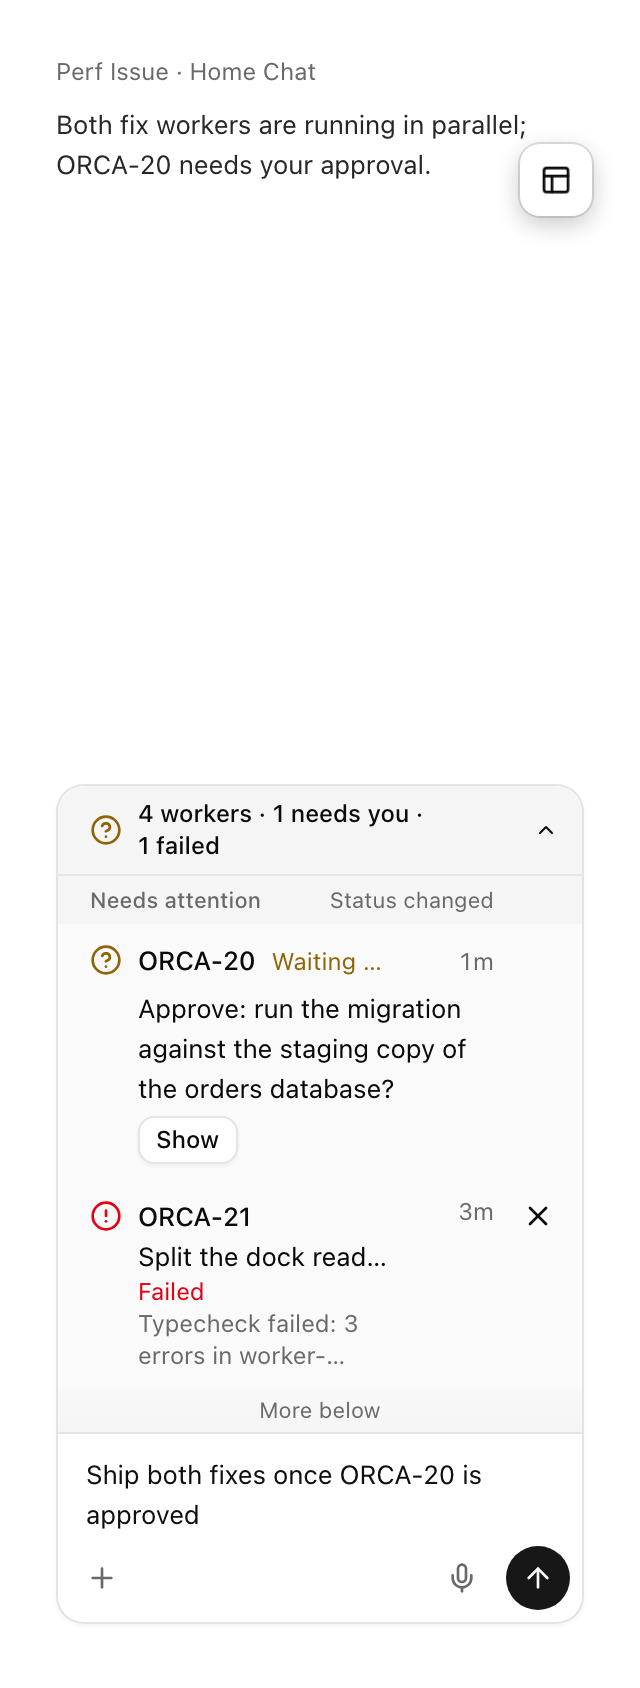 Perf Issue · Home Chat
Both fix workers are running in parallel;
ORCA-20 needs your approval.
4 workers · 1 needs you ·
1 failed
Needs attention Status changed
ORCA-20 Waiting ... 1m
Approve: run the migration
against the staging copy of
the orders database?
Show
ORCA-21 3m
Split the dock read...
Failed
Typecheck failed: 3
errors in worker-...
More below
Ship both fixes once ORCA-20 is
approved